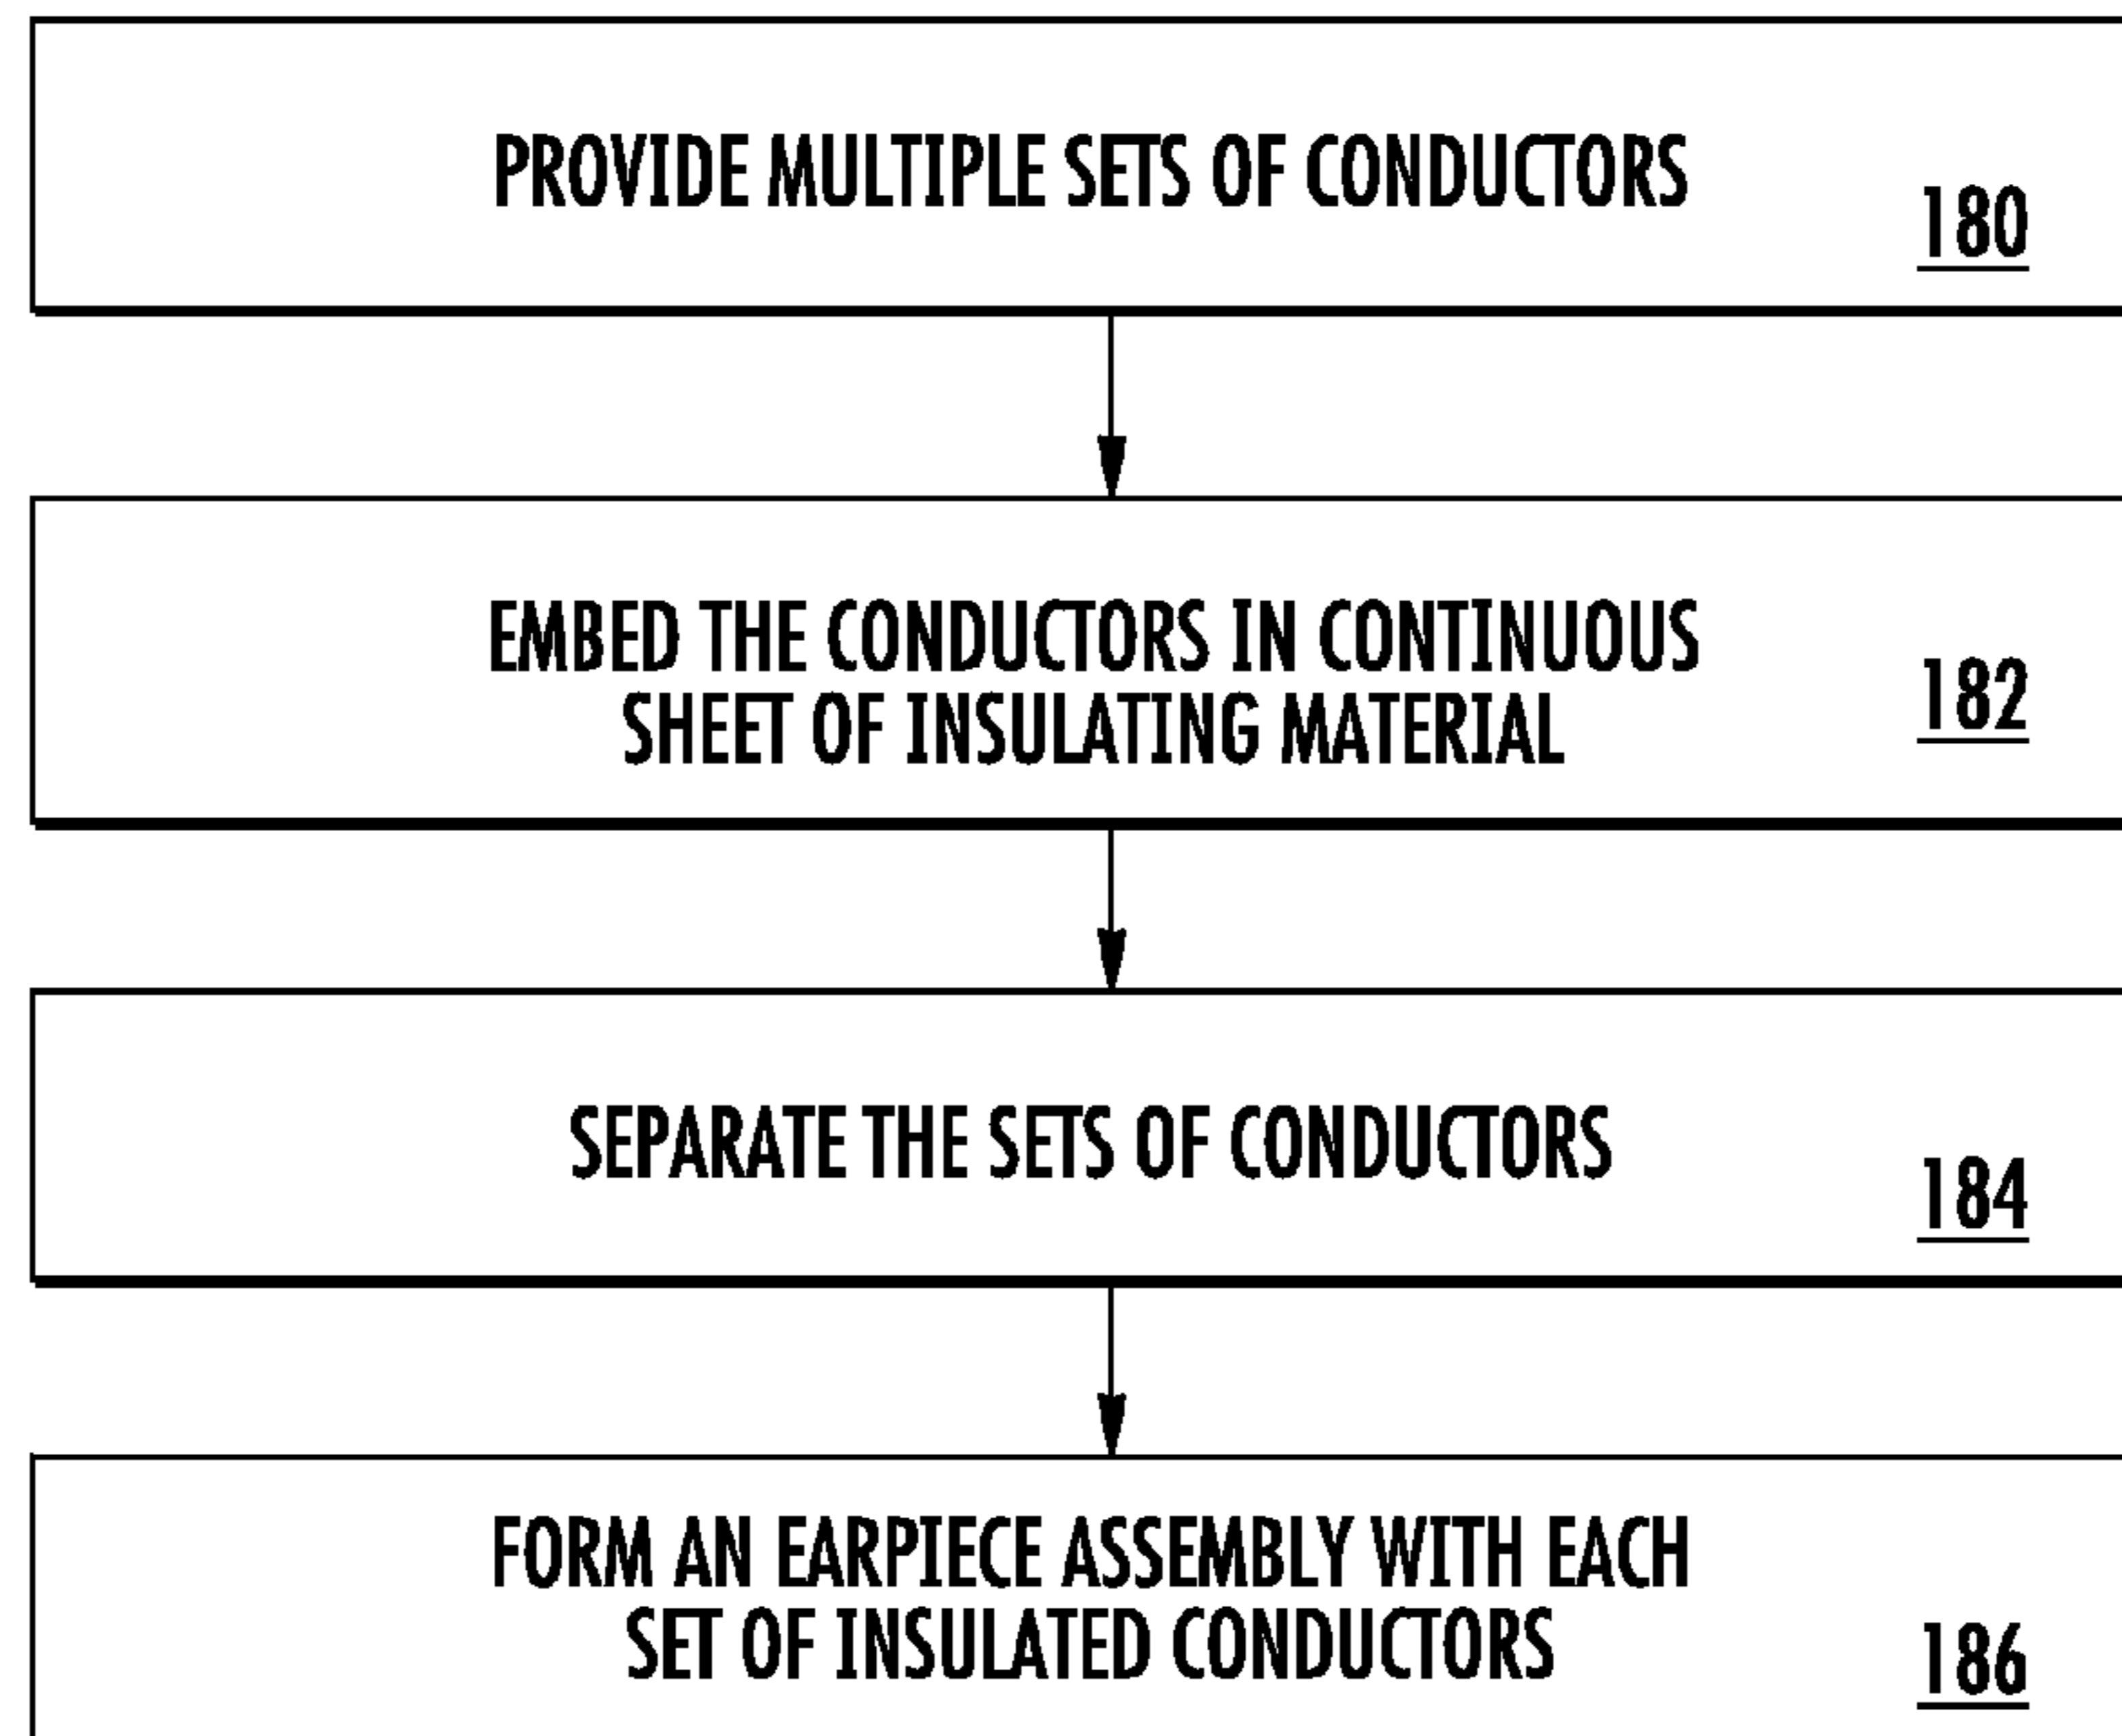 PROVIDE MULTIPLE SETS OF CONDUCTORS
180
EMBED THE CONDUCTORS IN CONTINUOUS
SHEET OF INSULATING MATERIAL
182
SEPARATE THE SETS OF CONDUCTORS
184
FORM AN EARPIECE ASSEMBLY WITH EACH
SET OF INSULATED CONDUCTORS
186